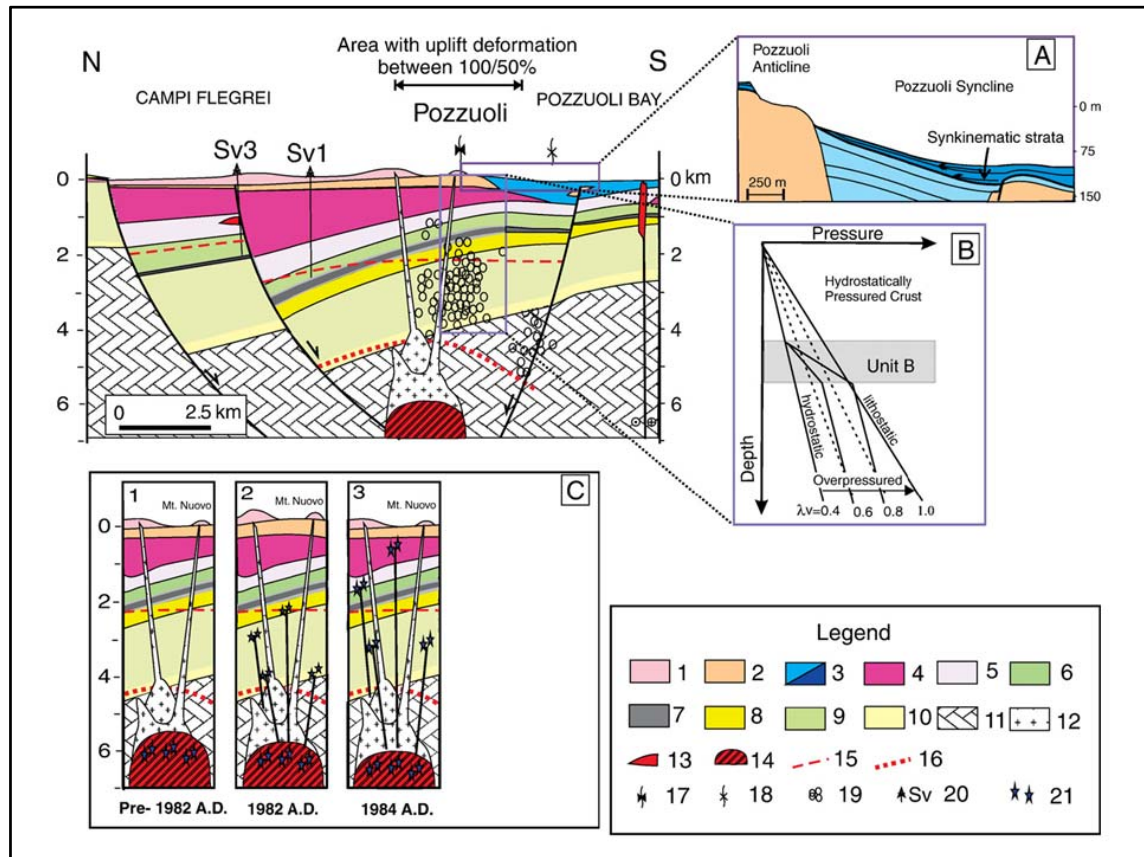 N
Area with uplift deformation
between 100/50%
S
CAMPI FLEGREI
Pozzuoli
POZZUOLI BAY
Sv3
Sv1
0
0 km
2
2
4
4
6
6
0 2.5 km
A
Pozzuoli
Anticline
Pozzuoli Syncline
0 m
Synkinematic strata
75
250 m
150
Pressure
B
Hydrostatically
Pressured Crust
Unit B
hydrostatic
lithostatic
Depth
Overpressured
λv=0.4 0.6 0.8 1.0
C
1
Mt. Nuovo
2
Mt. Nuovo
3
Mt. Nuovo
0
2
4
6
Pre- 1982 A.D.
1982 A.D.
1984 A.D.
Legend
1 2 3 4 5 6
7 8 9 10 11 12
13 14 15 16
17 18 19 Sv 20 21